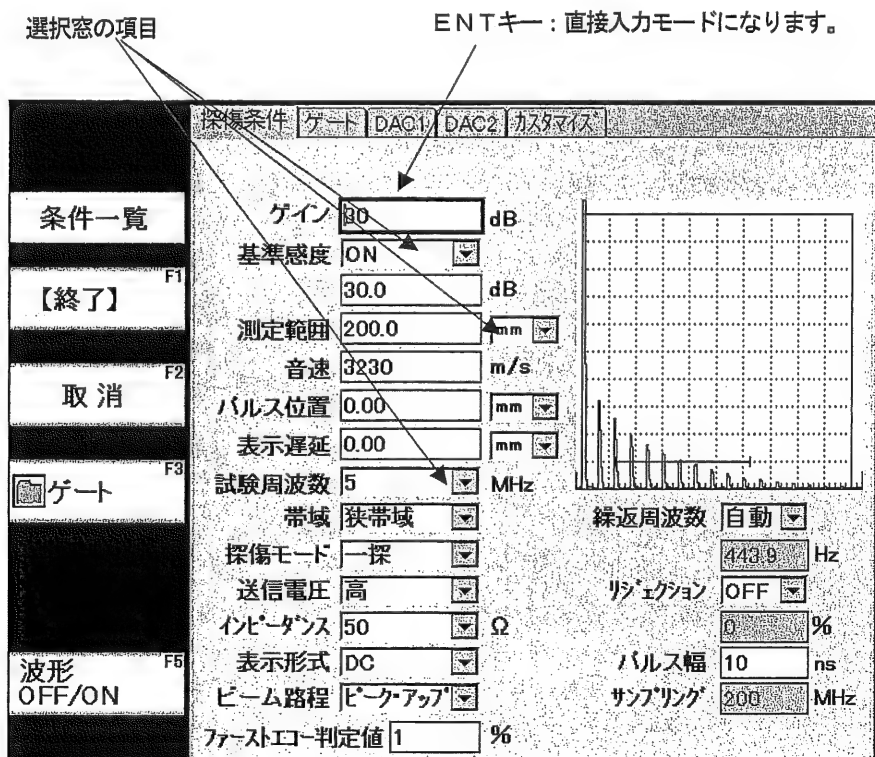 選択窓の項目
ENTキー：直接入力モードになります。
探傷条件 ゲート DAC1 DAC2 カスタマイズ
条件一覧
F1
【終了】
F2
取消
F3
ゲート
F5
波形
OFF/ON
ゲイン 30 dB
基準感度 ON
30.0 dB
測定範囲 200.0 mm
音速 3230 m/s
パルス位置 0.00 mm
表示遅延 0.00 mm
試験周波数 5 MHz
帯域 狭帯域
探傷モード 一探
送信電圧 高
インピーダンス 50 Ω
表示形式 DC
ビーム路程 ピーク・アップ
ファーストエコー判定値 1 %
繰返周波数 自動
443.9 Hz
リジェクション OFF
0 %
パルス幅 10 ns
サンプリング 200 MHz